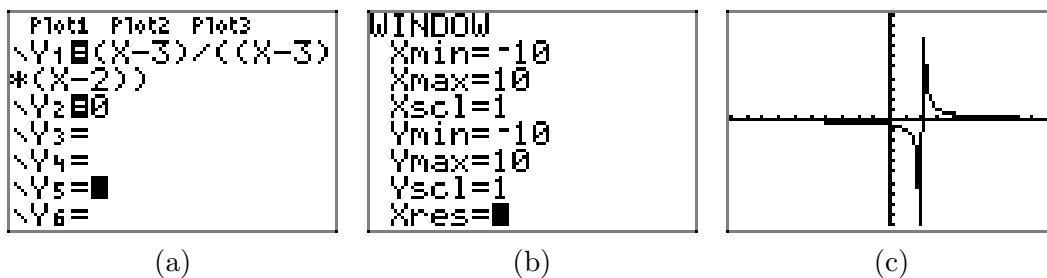 Plot1 Plot2 Plot3
\Y1=(X-3)/((X-3)
*(X-2))
\Y2=0
\Y3=
\Y4=
\Y5=
\Y6=
WINDOW
Xmin=-10
Xmax=10
Xscl=1
Ymin=-10
Ymax=10
Yscl=1
Xres=
(a)
(b)
(c)